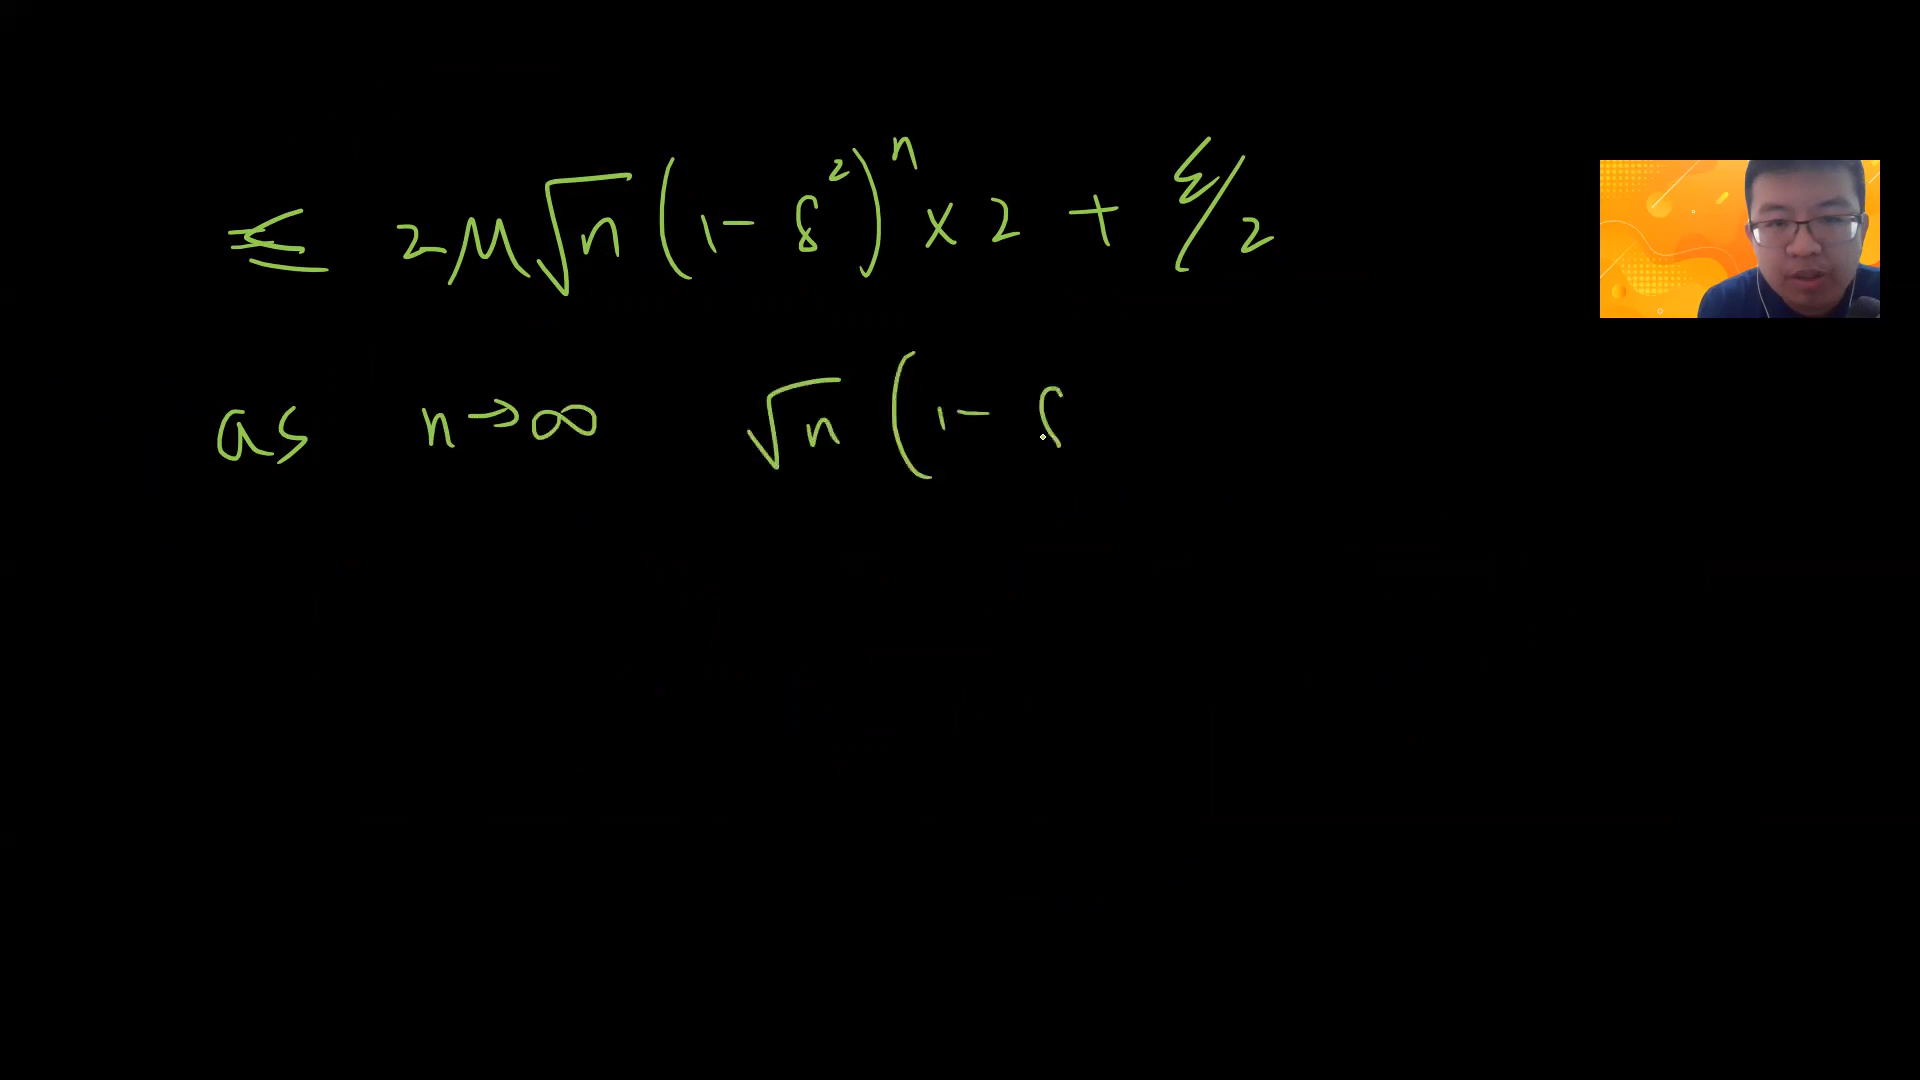 ≤ 2M√n (1 - δ²)ⁿ × 2 + ε/2
as n → ∞ √n (1 - δ